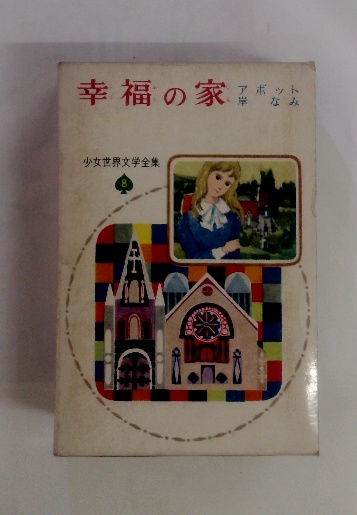 幸福の家
アボット
岸なみ
少女世界文学全集
8